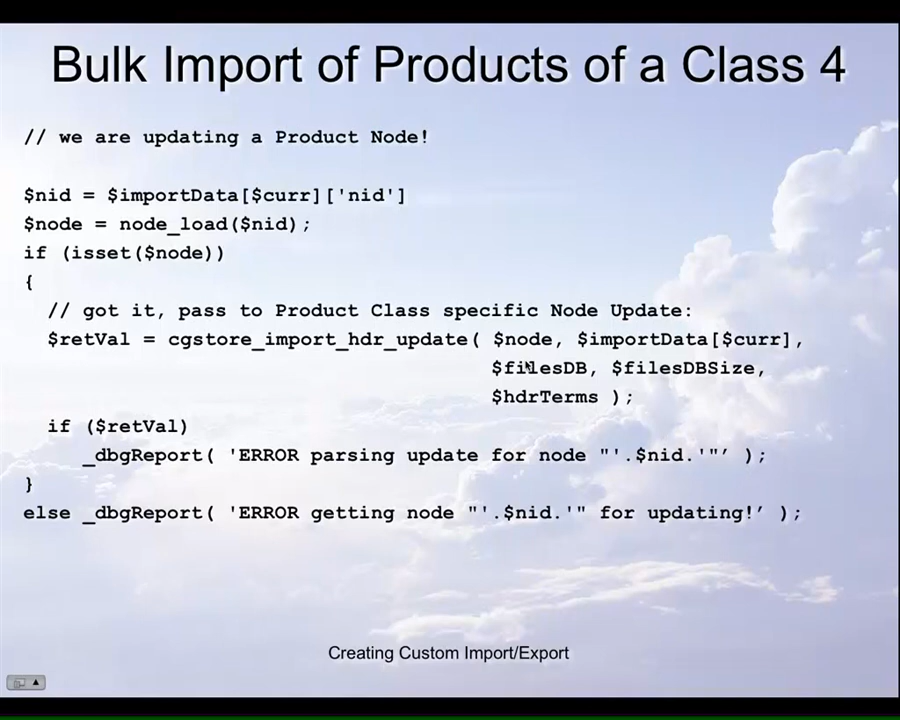 Bulk Import of Products of a Class 4
// we are updating a Product Node!
$nid = $importData[$curr]['nid']
$node = node_load($nid);
if (isset($node))
{
// got it, pass to Product Class specific Node Update:
$retVal = cgstore_import_hdr_update( $node, $importData[$curr],
$filesDB, $filesDBSize,
$hdrTerms );
if ($retVal)
_dbgReport( 'ERROR parsing update for node "'.$nid.'"’ );
}
else _dbgReport( 'ERROR getting node "'.$nid.'" for updating!’ );
Creating Custom Import/Export